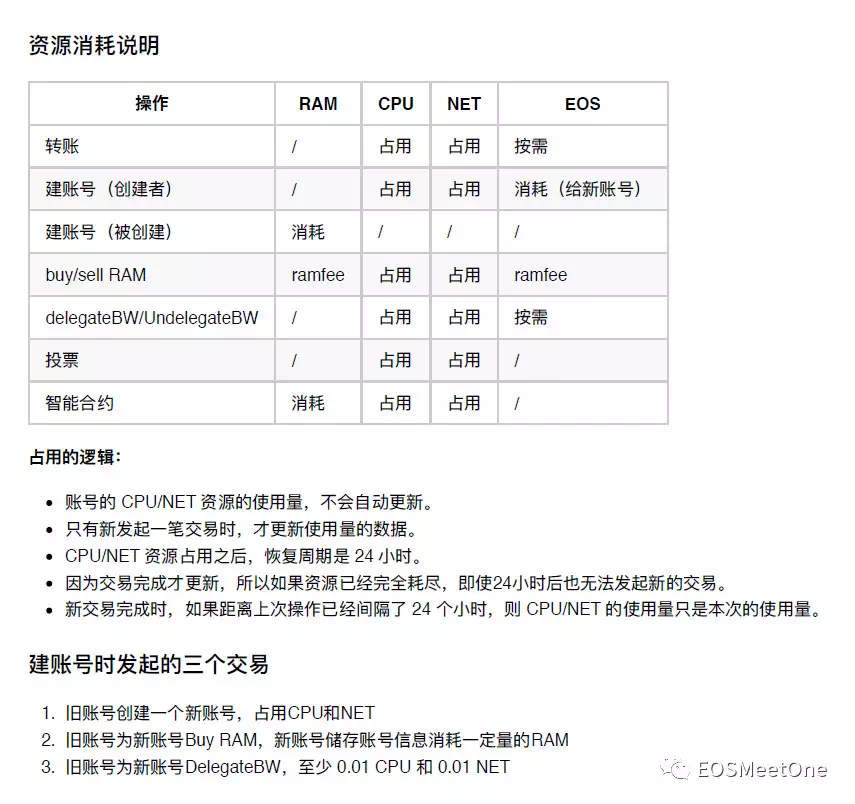 资源消耗说明
操作 RAM CPU NET EOS
转账 / 占用 占用 按需
建账号（创建者） / 占用 占用 消耗（给新账号）
建账号（被创建） 消耗 / / /
buy/sell RAM ramfee 占用 占用 ramfee
delegateBW/UndelegateBW / 占用 占用 按需
投票 / 占用 占用 /
智能合约 消耗 占用 占用 /
占用的逻辑：
• 账号的 CPU/NET 资源的使用量，不会自动更新。
• 只有新发起一笔交易时，才更新使用量的数据。
• CPU/NET 资源占用之后，恢复周期是 24 小时。
• 因为交易完成才更新，所以如果资源已经完全耗尽，即使24小时后也无法发起新的交易。
• 新交易完成时，如果距离上次操作已经间隔了 24 个小时，则 CPU/NET 的使用量只是本次的使用量。
建账号时发起的三个交易
1. 旧账号创建一个新账号，占用CPU和NET
2. 旧账号为新账号Buy RAM，新账号储存账号信息消耗一定量的RAM
3. 旧账号为新账号DelegateBW，至少 0.01 CPU 和 0.01 NET
EOSMeetOne